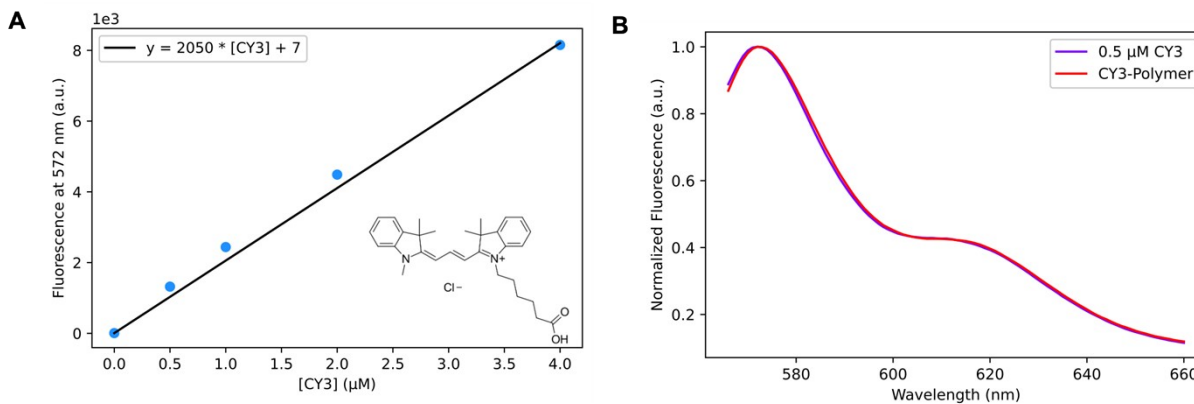 A
1e3
y = 2050 * [CY3] + 7
Fluorescence at 572 nm (a.u.)
8
6
4
2
0
0.0 0.5 1.0 1.5 2.0 2.5 3.0 3.5 4.0
[CY3] (μM)
N
N+
Cl−
O
OH
B
0.5 μM CY3
CY3-Polymer
Normalized Fluorescence (a.u.)
1.0
0.8
0.6
0.4
0.2
580 600 620 640 660
Wavelength (nm)